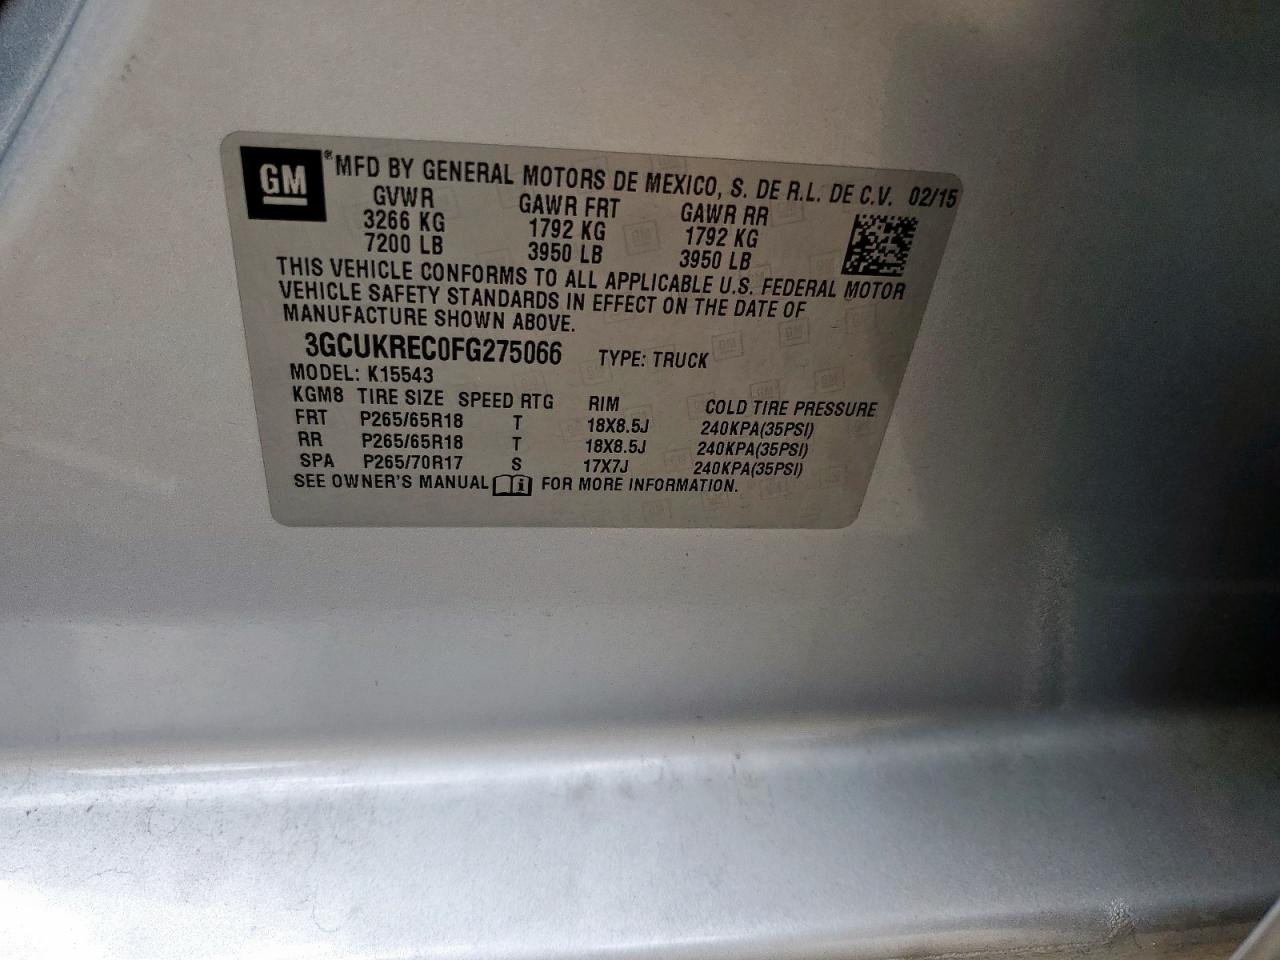 GM ® MFD BY GENERAL MOTORS DE MEXICO, S. DE R.L. DE C.V. 02/15
GVWR GAWR FRT GAWR RR
3266 KG 1792 KG 1792 KG
7200 LB 3950 LB 3950 LB
THIS VEHICLE CONFORMS TO ALL APPLICABLE U.S. FEDERAL MOTOR
VEHICLE SAFETY STANDARDS IN EFFECT ON THE DATE OF
MANUFACTURE SHOWN ABOVE.
3GCUKREC0FG275066 TYPE: TRUCK
MODEL: K15543
KGM8 TIRE SIZE SPEED RTG RIM COLD TIRE PRESSURE
FRT P265/65R18 T 18X8.5J 240KPA(35PSI)
RR P265/65R18 T 18X8.5J 240KPA(35PSI)
SPA P265/70R17 S 17X7J 240KPA(35PSI)
SEE OWNER'S MANUAL FOR MORE INFORMATION.